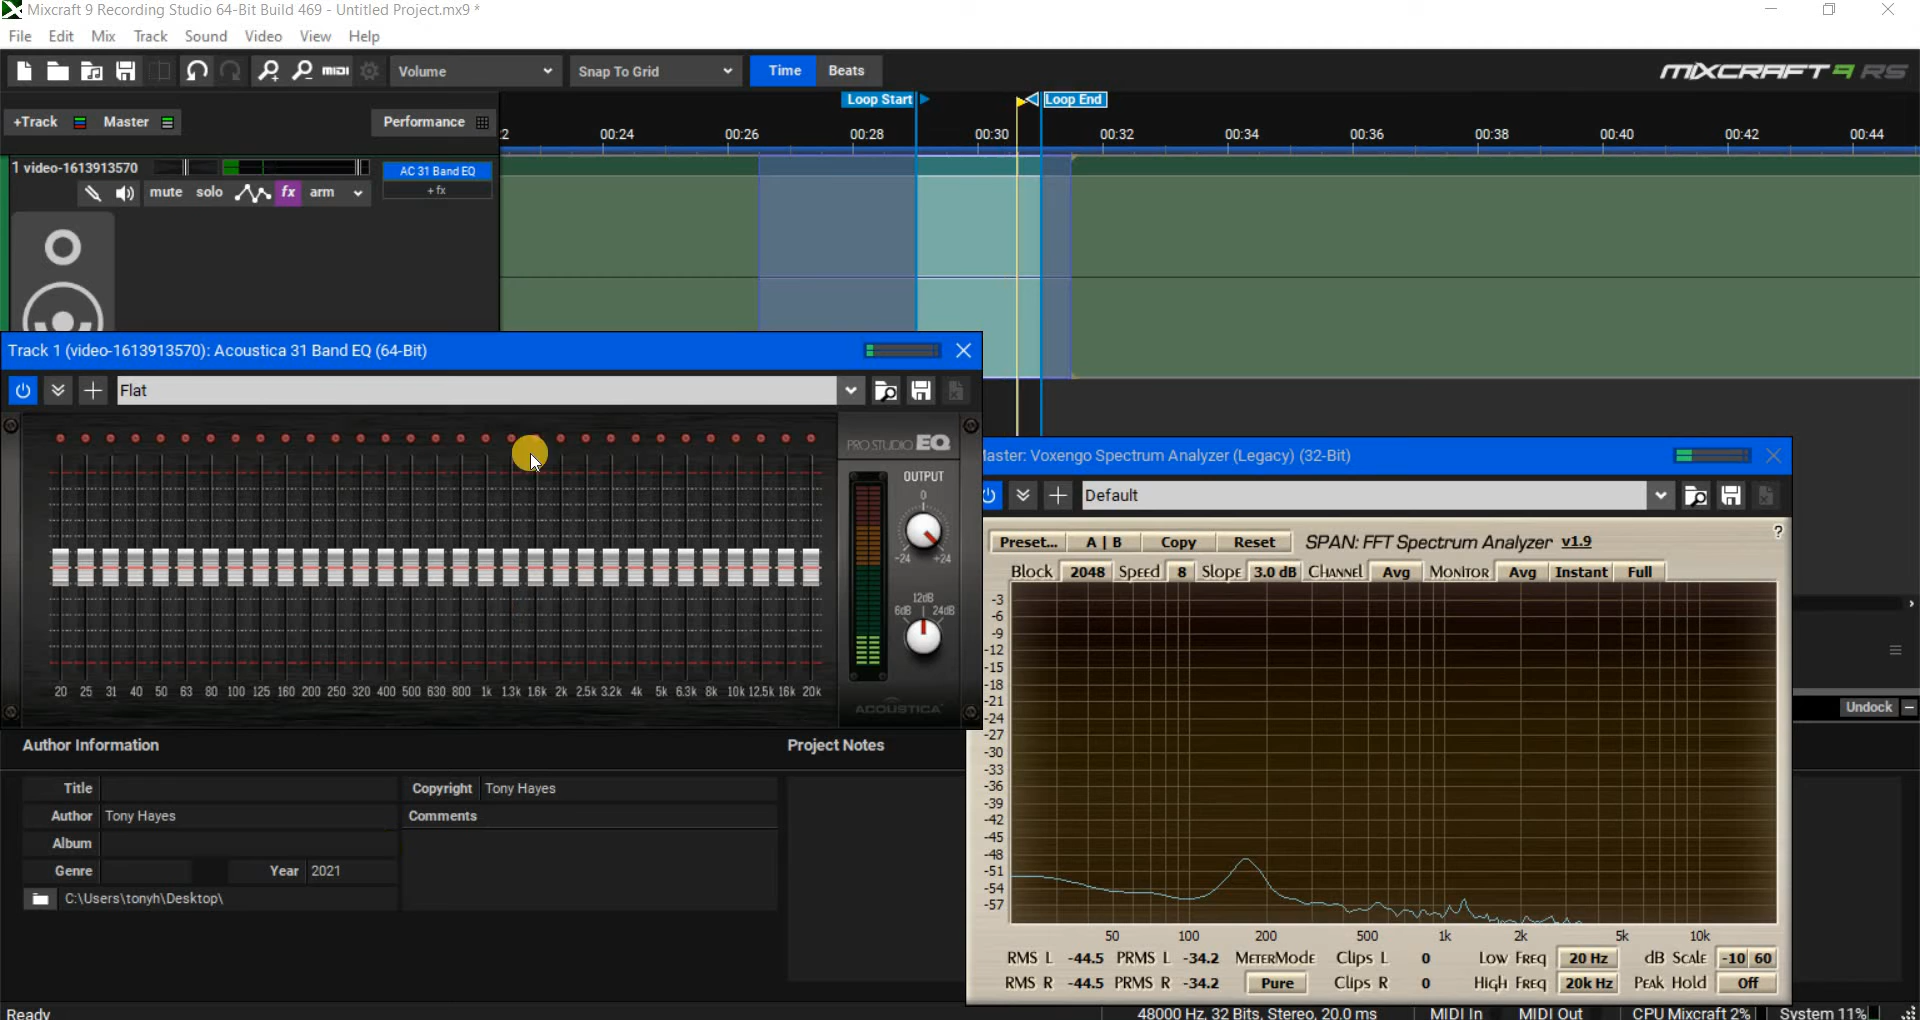 Mixcraft 9 Recording Studio 64-Bit Build 469 - Untitled Project.mx9 *
File Edit Mix Track Sound Video View Help
MIDI Volume Snap To Grid Time Beats MIXCRAFT 9 RS
Loop Start Loop End
+Track Master Performance
2 00:24 00:26 00:28 00:30 00:32 00:34 00:36 00:38 00:40 00:42 00:44
1 video-1613913570 AC 31 Band EQ
mute solo fx arm + fx
Track 1 (video-1613913570): Acoustica 31 Band EQ (64-Bit)
Flat
PRO STUDIO EQ
OUTPUT
0
-24 +24
12dB
6dB 24dB
20 25 31 40 50 63 80 100 125 160 200 250 320 400 500 630 800 1k 1.3k 1.6k 2k 2.5k 3.2k 4k 5k 6.3k 8k 10k 12.5k 16k 20k
ACOUSTICA
aster: Voxengo Spectrum Analyzer (Legacy) (32-Bit)
Default
Preset... A | B Copy Reset SPAN: FFT Spectrum Analyzer v1.9 ?
Block 2048 Speed 8 Slope 3.0 dB Channel Avg Monitor Avg Instant Full
-3
-6
-9
-12
-15
-18
-21
-24
-27
-30
-33
-36
-39
-42
-45
-48
-51
-54
-57
50 100 200 500 1k 2k 5k 10k
RMS L -44.5 PRMS L -34.2 MeterMode Clips L 0 Low Freq 20 Hz dB Scale -10 60
RMS R -44.5 PRMS R -34.2 Pure Clips R 0 High Freq 20k Hz Peak Hold Off
Undock
Author Information Project Notes
Title Copyright Tony Hayes
Author Tony Hayes Comments
Album
Genre Year 2021
C:\Users\tonyh\Desktop\
Ready 48000 Hz, 32 Bits, Stereo, 20.0 ms MIDI In MIDI Out CPU Mixcraft 2% System 11%